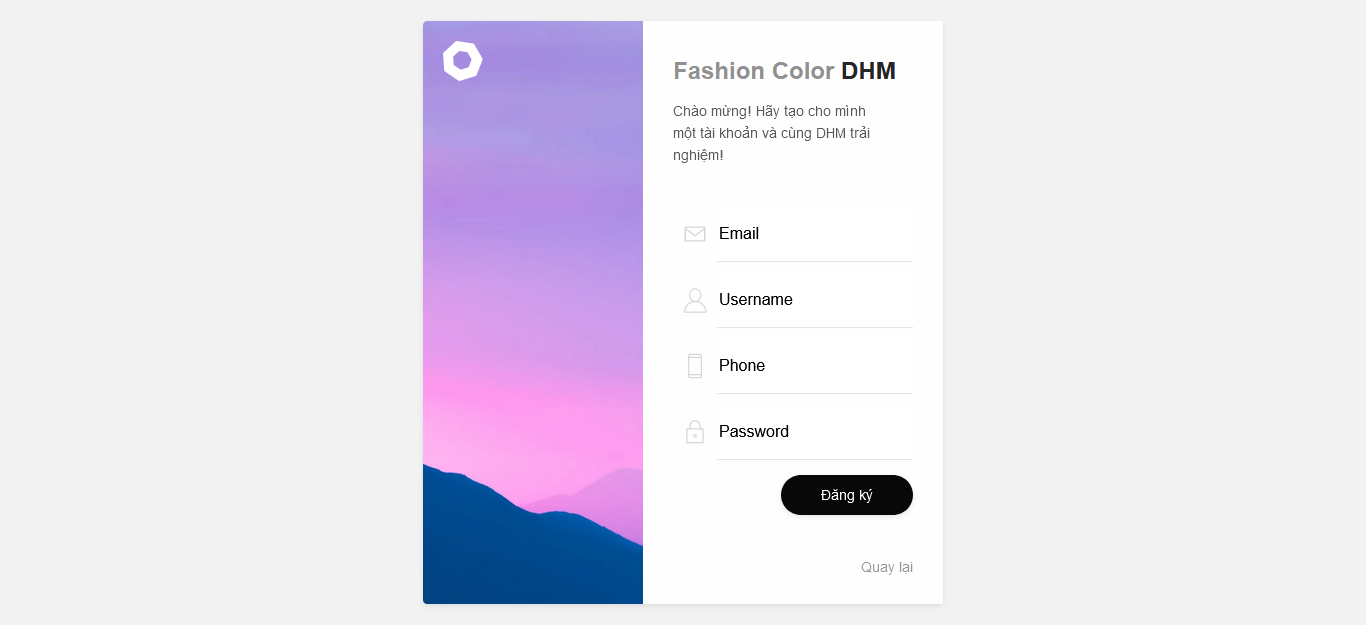 Fashion Color DHM
Chào mừng! Hãy tạo cho mình
một tài khoản và cùng DHM trải
nghiệm!
Email
Username
Phone
Password
Đăng ký
Quay lại